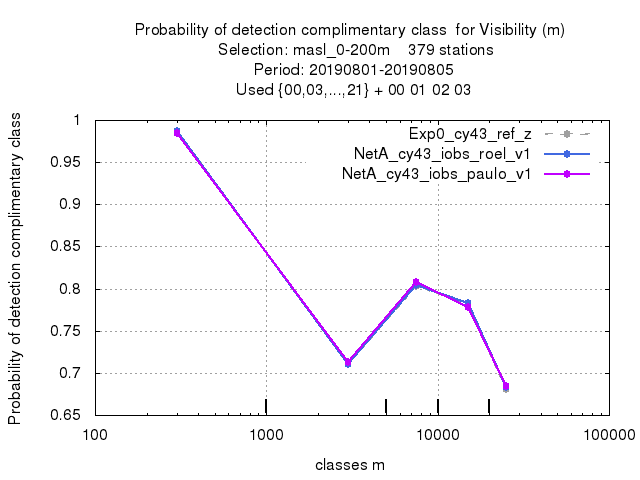 Probability of detection complimentary class  for Visibility (m)
Selection: masl_0-200m    379 stations
Period: 20190801-20190805
Used {00,03,...,21} + 00 01 02 03
Probability of detection complimentary class
1
0.95
0.9
0.85
0.8
0.75
0.7
0.65
Exp0_cy43_ref_z
NetA_cy43_iobs_roel_v1
NetA_cy43_iobs_paulo_v1
100
1000
10000
100000
classes m